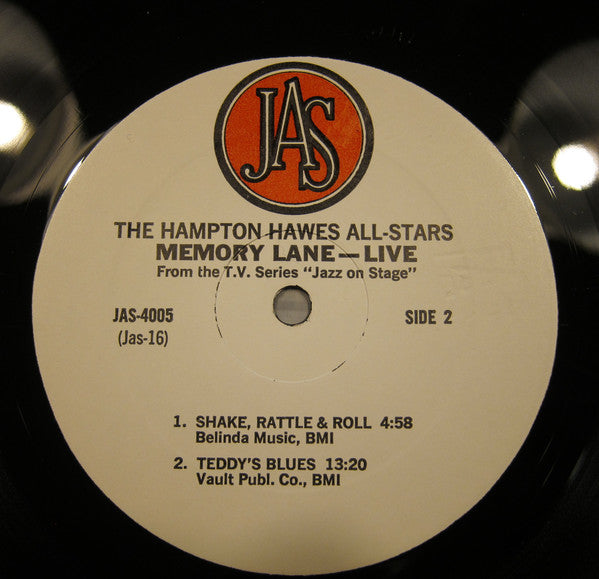 JAS
THE HAMPTON HAWES ALL-STARS
MEMORY LANE—LIVE
From the T.V. Series "Jazz on Stage"
JAS-4005
(Jas-16)
SIDE 2
1. SHAKE, RATTLE & ROLL 4:58
Belinda Music, BMI
2. TEDDY'S BLUES 13:20
Vault Publ. Co., BMI